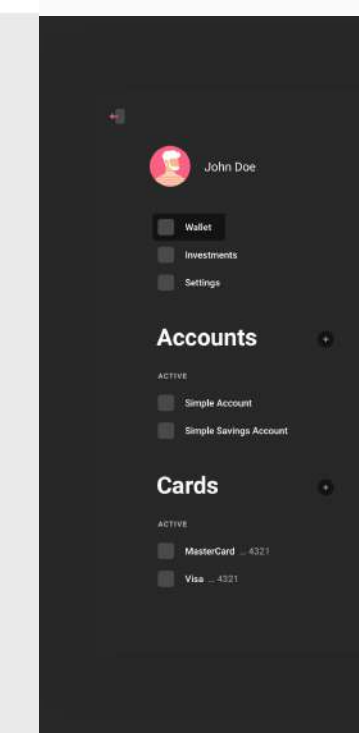 John Doe
Wallet
Investments
Settings
Accounts +
ACTIVE
Simple Account
Simple Savings Account
Cards +
ACTIVE
MasterCard ... 4321
Visa ... 4321